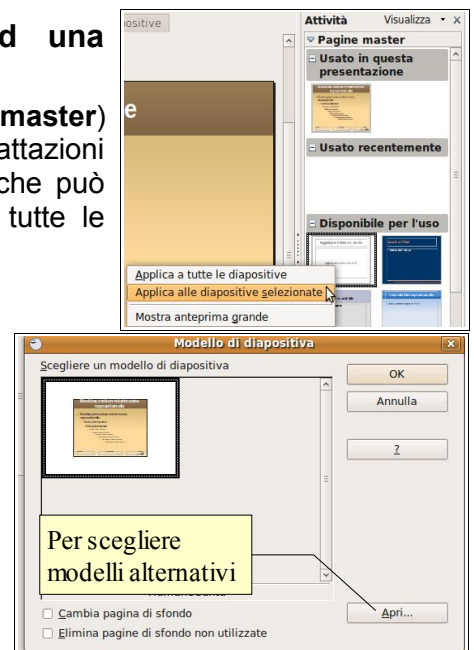 d una
master)
attazioni
che può
tutte le
positive
e
Attività Visualizza x
Pagine master
Usato in questa
presentazione
Usato recentemente
Disponibile per l'uso
Applica a tutte le diapositive
Applica alle diapositive selezionate
Mostra anteprima grande
Modello di diapositiva
Scegliere un modello di diapositiva
OK
Annulla
?
Per scegliere
modelli alternativi
Cambia pagina di sfondo
Elimina pagine di sfondo non utilizzate
Apri...